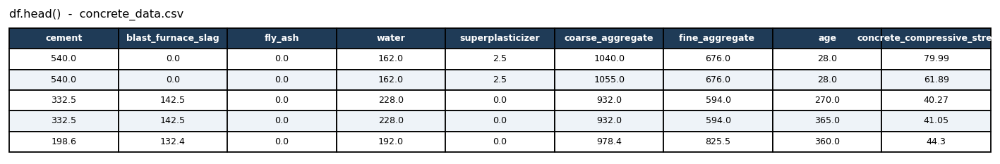 df.head() - concrete_data.csv
cement blast_furnace_slag fly_ash water superplasticizer coarse_aggregate fine_aggregate age concrete_compressive_stre
540.0 0.0 0.0 162.0 2.5 1040.0 676.0 28.0 79.99
540.0 0.0 0.0 162.0 2.5 1055.0 676.0 28.0 61.89
332.5 142.5 0.0 228.0 0.0 932.0 594.0 270.0 40.27
332.5 142.5 0.0 228.0 0.0 932.0 594.0 365.0 41.05
198.6 132.4 0.0 192.0 0.0 978.4 825.5 360.0 44.3